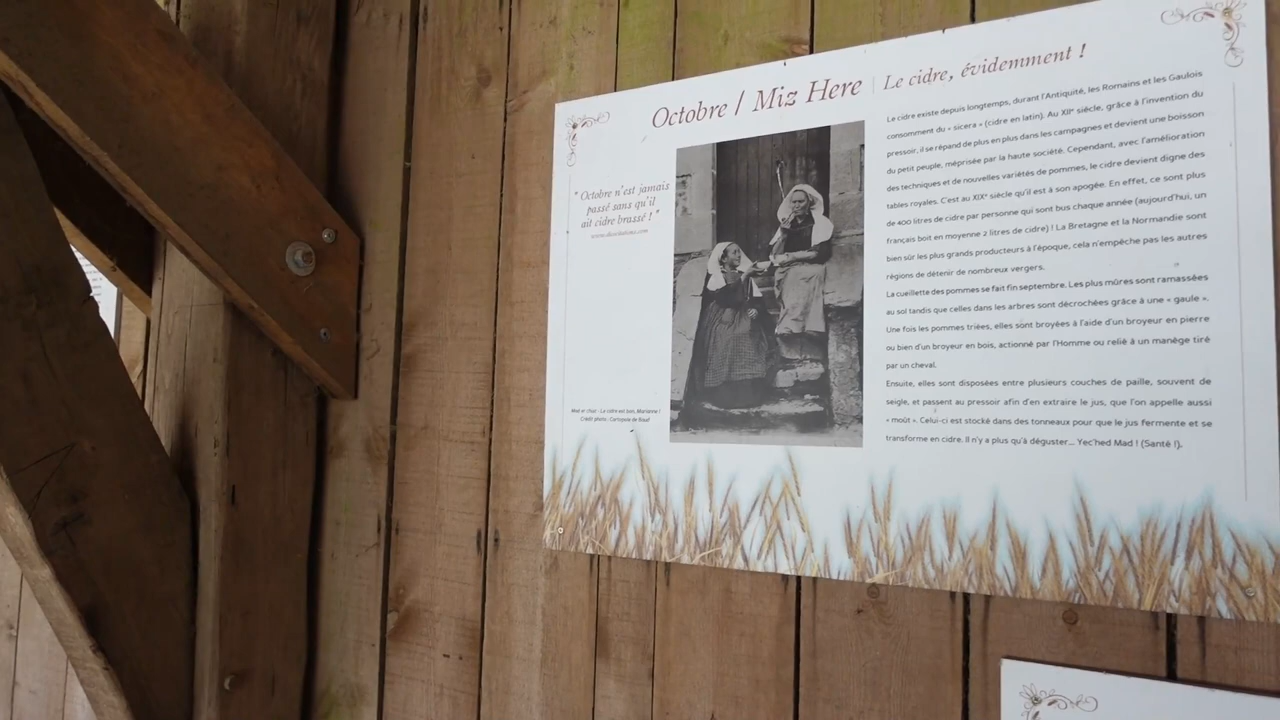 Octobre / Miz Here | Le cidre, évidemment !
" Octobre n'est jamais
passé sans qu'il
ait cidre brassé ! "
Mad ar chistr - Le cidre est bon, Marianne !
Crédit photo : Cartopole de Baud
Le cidre existe depuis longtemps, durant l'Antiquité, les Romains et les Gaulois
consomment du « sicera » (cidre en latin). Au XIIe siècle, grâce à l'invention du
pressoir, il se répand de plus en plus dans les campagnes et devient une boisson
du petit peuple, méprisée par la haute société. Cependant, avec l'amélioration
des techniques et de nouvelles variétés de pommes, le cidre devient digne des
tables royales. C'est au XIXe siècle qu'il est à son apogée. En effet, ce sont plus
de 400 litres de cidre par personne qui sont bus chaque année (aujourd'hui, un
français boit en moyenne 2 litres de cidre) ! La Bretagne et la Normandie sont
bien sûr les plus grands producteurs à l'époque, cela n'empêche pas les autres
régions de détenir de nombreux vergers.
La cueillette des pommes se fait fin septembre. Les plus mûres sont ramassées
au sol tandis que celles dans les arbres sont décrochées grâce à une « gaule ».
Une fois les pommes triées, elles sont broyées à l'aide d'un broyeur en pierre
ou bien d'un broyeur en bois, actionné par l'Homme ou relié à un manège tiré
par un cheval.
Ensuite, elles sont disposées entre plusieurs couches de paille, souvent de
seigle, et passent au pressoir afin d'en extraire le jus, que l'on appelle aussi
« moût ». Celui-ci est stocké dans des tonneaux pour que le jus fermente et se
transforme en cidre. Il n'y a plus qu'à déguster... Yec'hed Mad ! (Santé !).